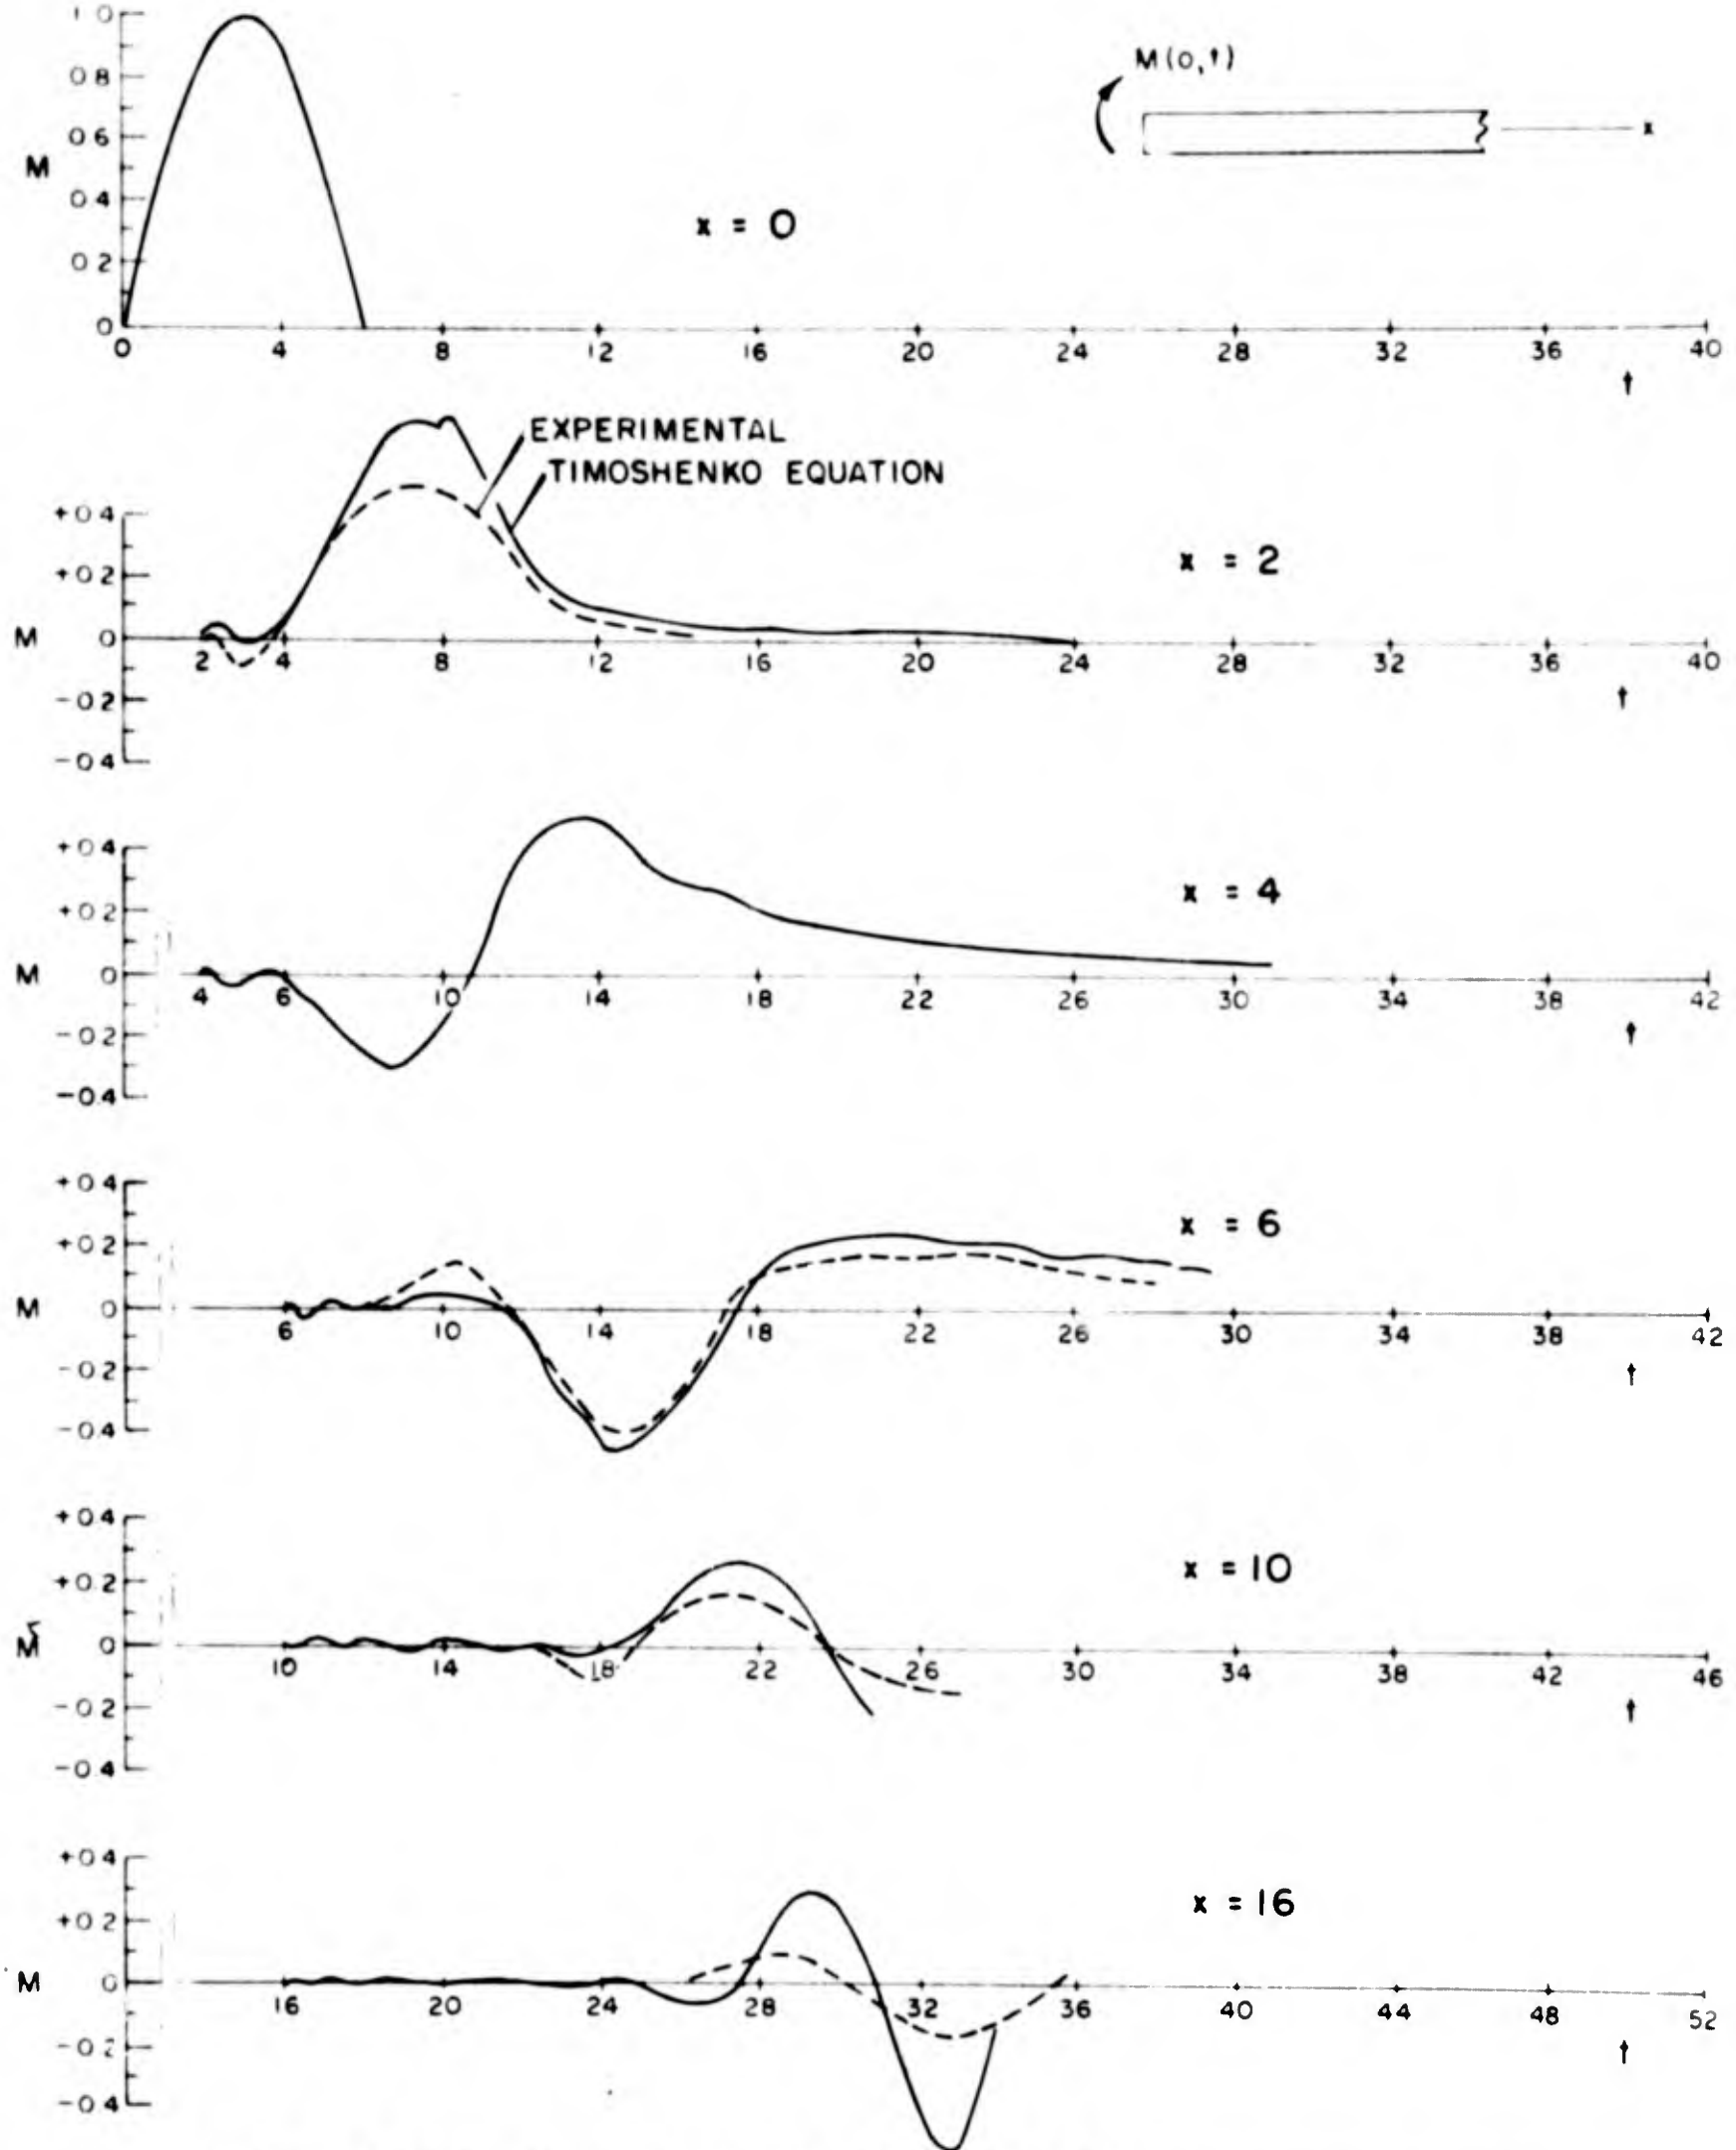 1.0
0.8
0.6
0.4
0.2
0
M
M(0,t)
x
x = 0
0 4 8 12 16 20 24 28 32 36 40
t
EXPERIMENTAL
TIMOSHENKO EQUATION
+0.4
+0.2
M 0
-0.2
-0.4
x = 2
2 4 8 12 16 20 24 28 32 36 40
t
+0.4
+0.2
M 0
-0.2
-0.4
x = 4
4 6 10 14 18 22 26 30 34 38 42
t
+0.4
+0.2
M 0
-0.2
-0.4
x = 6
6 10 14 18 22 26 30 34 38 42
t
+0.4
+0.2
M 0
-0.2
-0.4
x = 10
10 14 18 22 26 30 34 38 42 46
t
+0.4
+0.2
M 0
-0.2
-0.4
x = 16
16 20 24 28 32 36 40 44 48 52
t